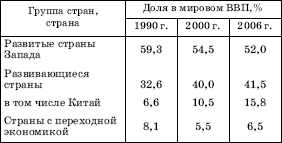 Группа стран, страна
Доля в мировом ВВП, %
1990 г. 2000 г. 2006 г.
Развитые страны
Запада 59,3 54,5 52,0
Развивающиеся
страны 32,6 40,0 41,5
в том числе Китай 6,6 10,5 15,8
Страны с переходной
экономикой 8,1 5,5 6,5